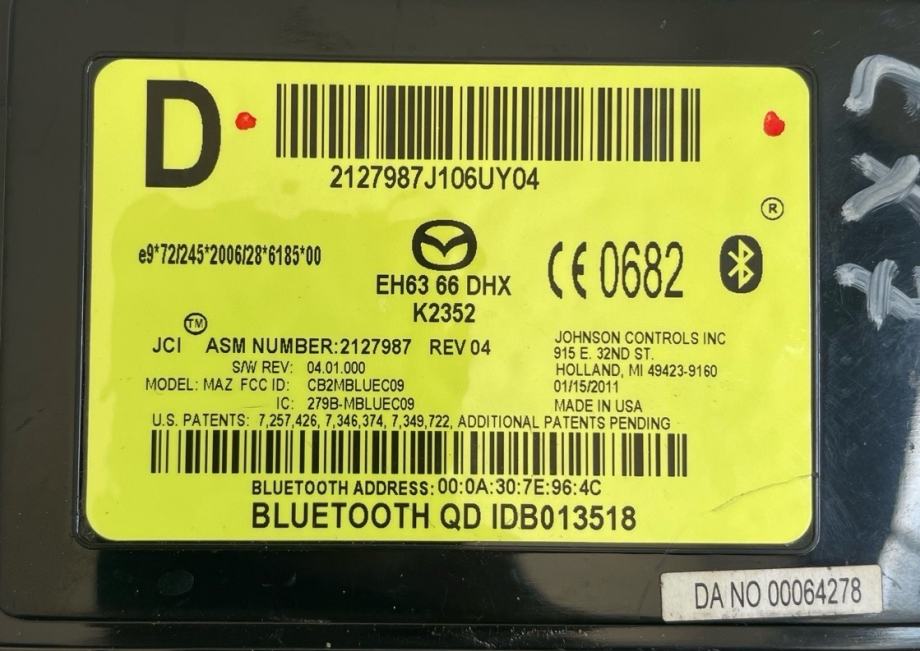 D
2127987J106UY04
®
e9*72/245*2006/28*6185*00
CE 0682
EH63 66 DHX
K2352
TM
JCI ASM NUMBER:2127987 REV 04
S/W REV: 04.01.000
MODEL: MAZ FCC ID: CB2MBLUEC09
IC: 279B-MBLUEC09
JOHNSON CONTROLS INC
915 E. 32ND ST.
HOLLAND, MI 49423-9160
01/15/2011
MADE IN USA
U.S. PATENTS: 7,257,426, 7,346,374, 7,349,722, ADDITIONAL PATENTS PENDING
BLUETOOTH ADDRESS: 00:0A:30:7E:96:4C
BLUETOOTH QD IDB013518
DA NO 00064278